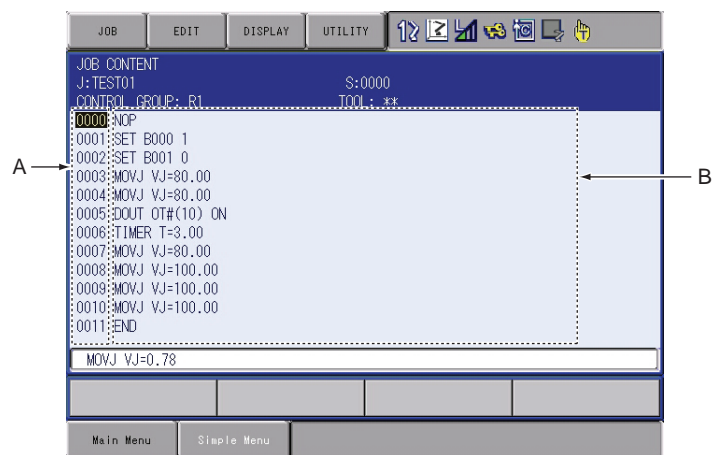 JOB EDIT DISPLAY UTILITY
JOB CONTENT
J:TEST01 S:0000
CONTROL GROUP: R1 TOOL: **
0000 NOP
0001 SET B000 1
0002 SET B001 0
A
0003 MOVJ VJ=80.00
B
0004 MOVJ VJ=80.00
0005 DOUT OT#(10) ON
0006 TIMER T=3.00
0007 MOVJ VJ=80.00
0008 MOVJ VJ=100.00
0009 MOVJ VJ=100.00
0010 MOVJ VJ=100.00
0011 END
MOVJ VJ=0.78
Main Menu Simple Menu